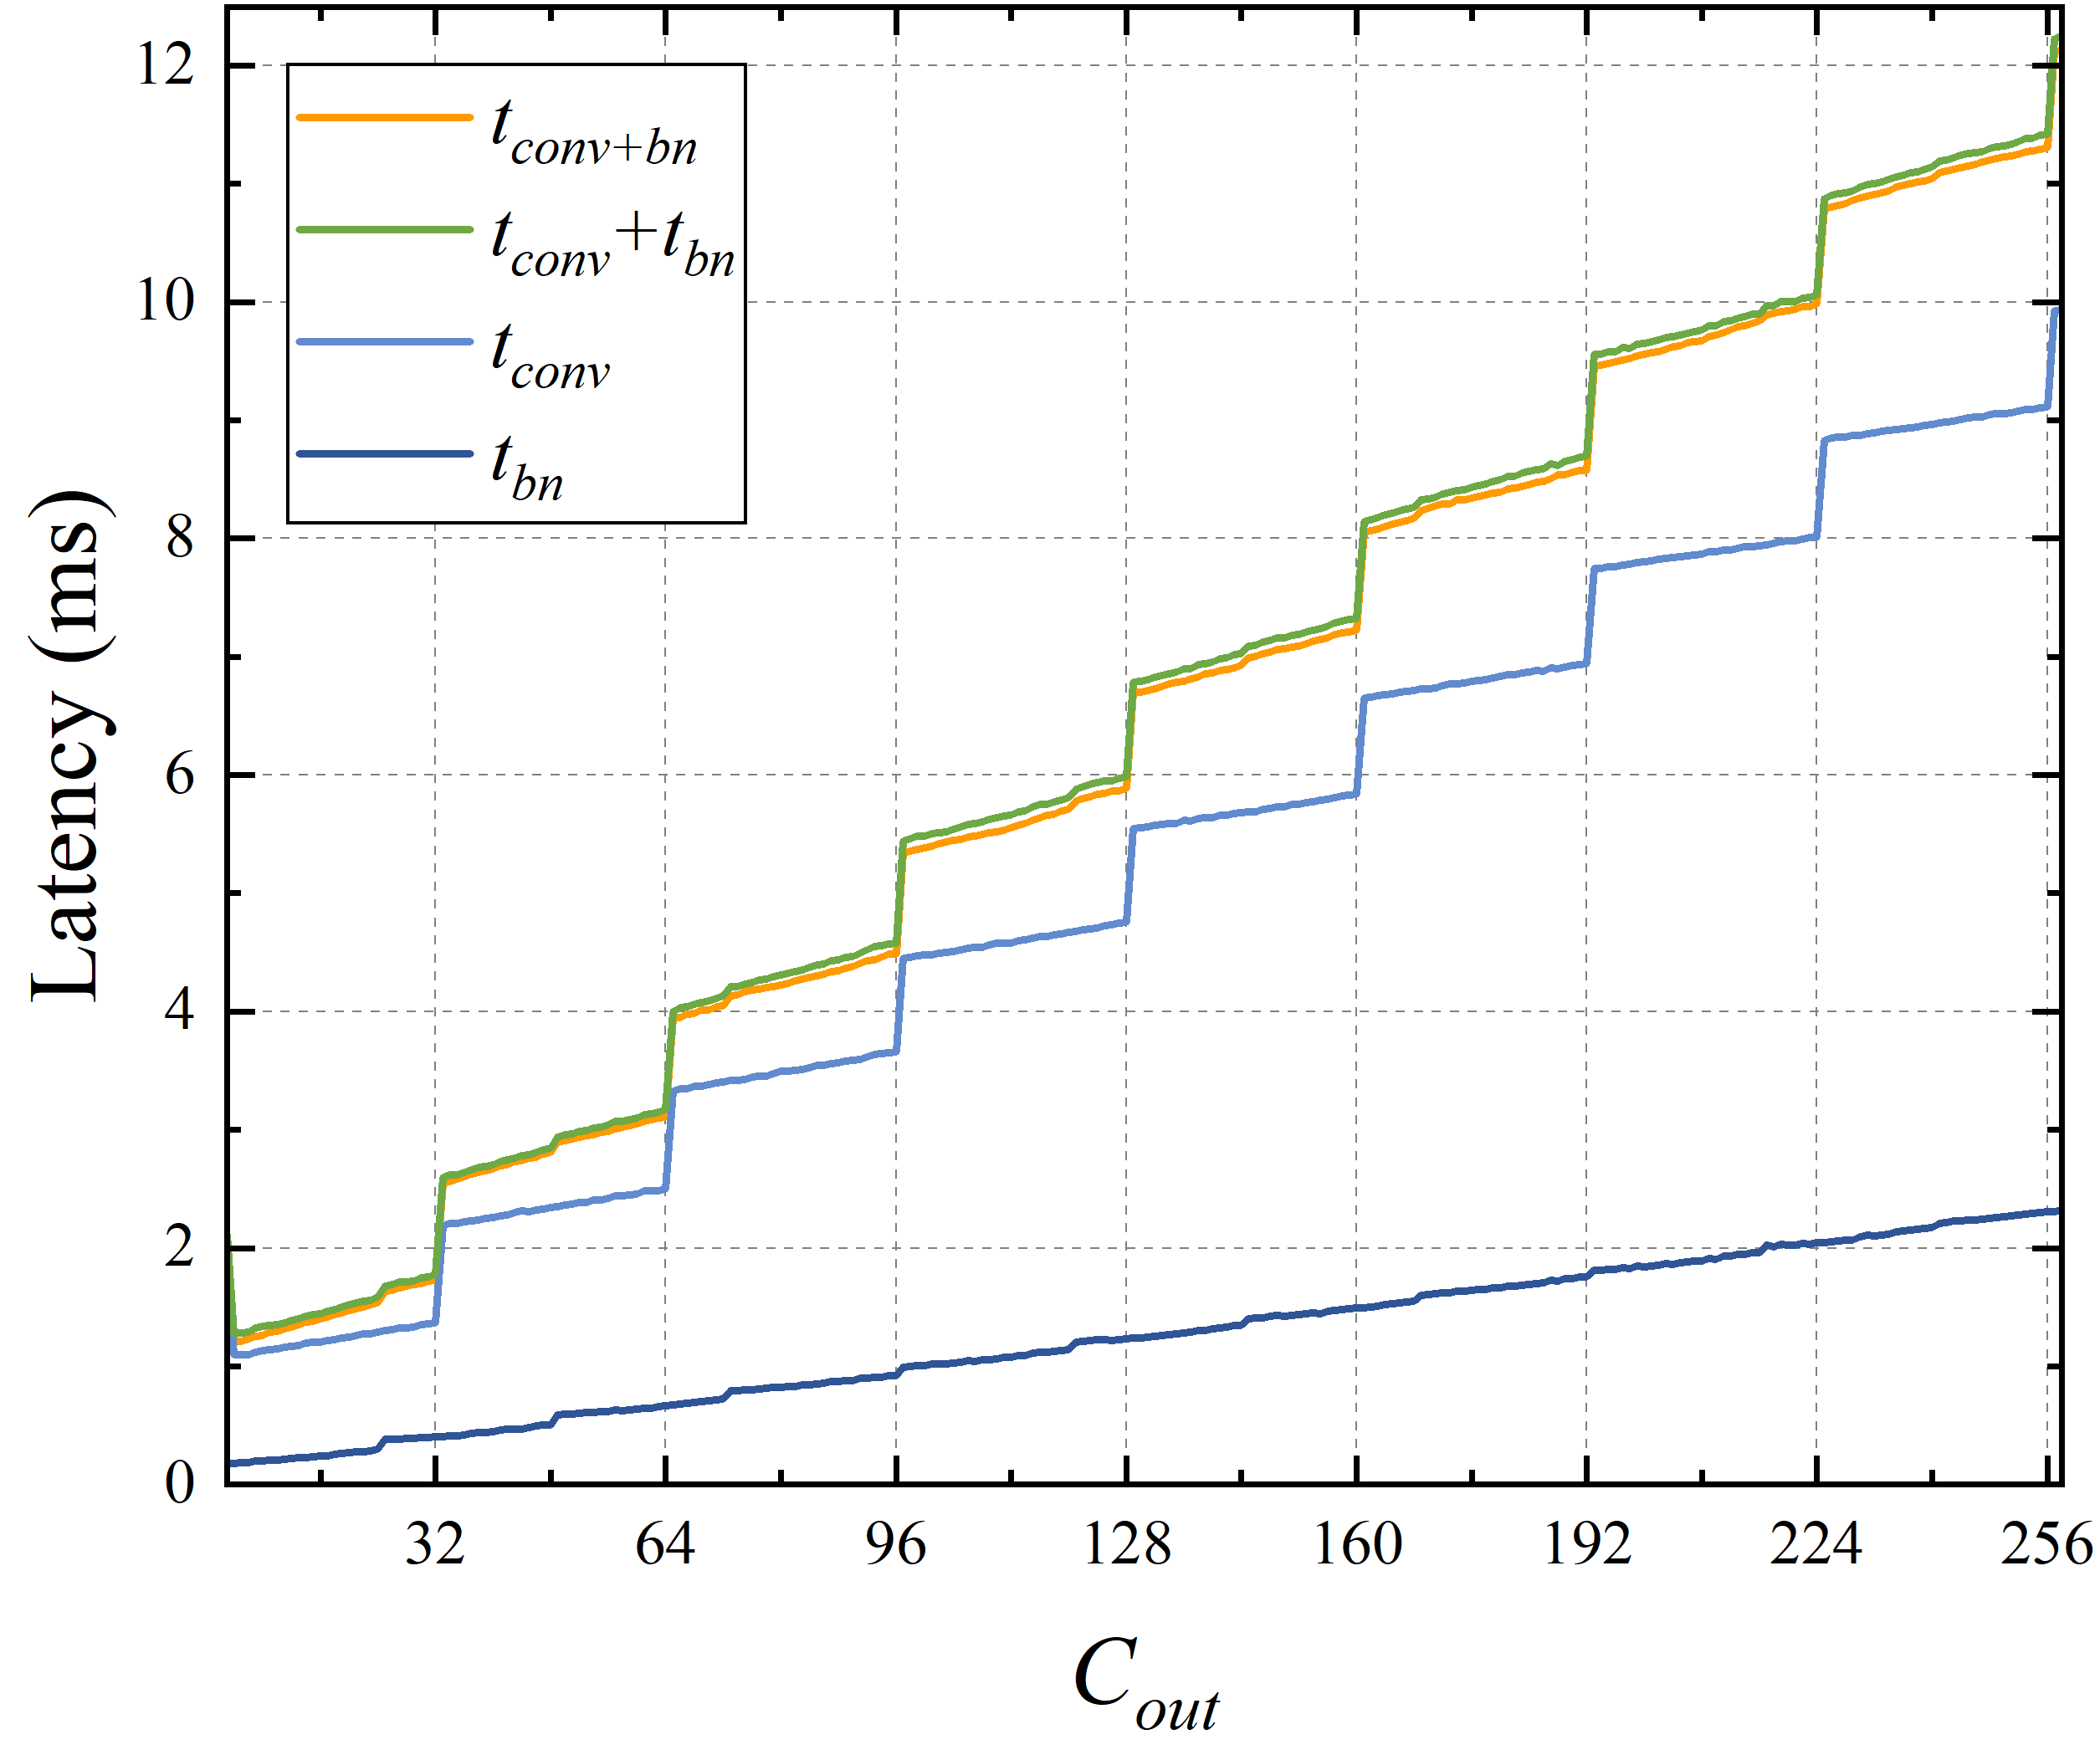 12
10
8
6
4
2
0
Latency (ms)
t_conv+bn
t_conv+t_bn
t_conv
t_bn
32 64 96 128 160 192 224 256
C_out